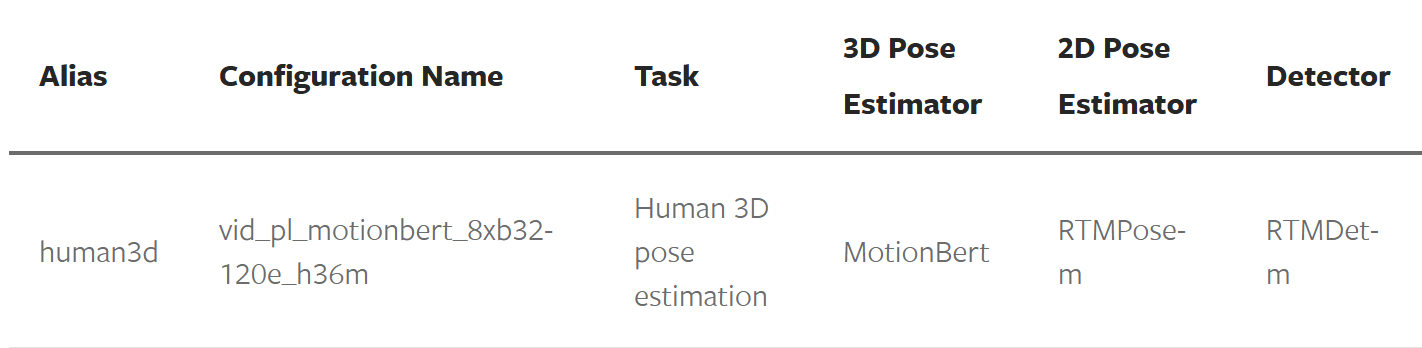 Alias
Configuration Name
Task
3D Pose
Estimator
2D Pose
Estimator
Detector
human3d
vid_pl_motionbert_8xb32-
120e_h36m
Human 3D
pose
estimation
MotionBert
RTMPose-
m
RTMDet-
m